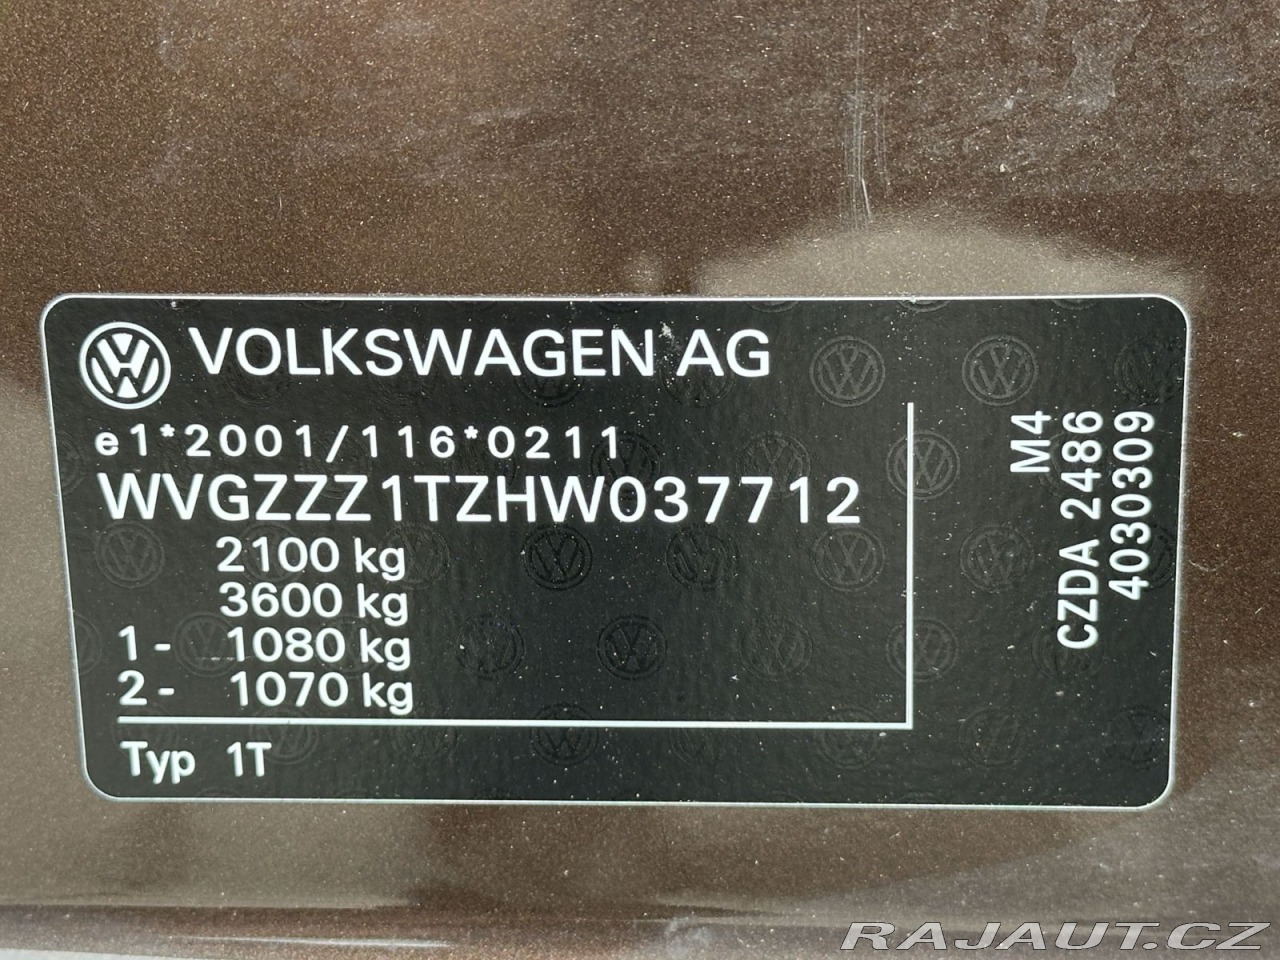 VOLKSWAGEN AG
e1*2001/116*0211
WVGZZZ1TZHW037712
2100 kg
3600 kg
1- 1080 kg
2- 1070 kg
Typ 1T
M4
CZDA 2486
4030309
RAJAUT.CZ